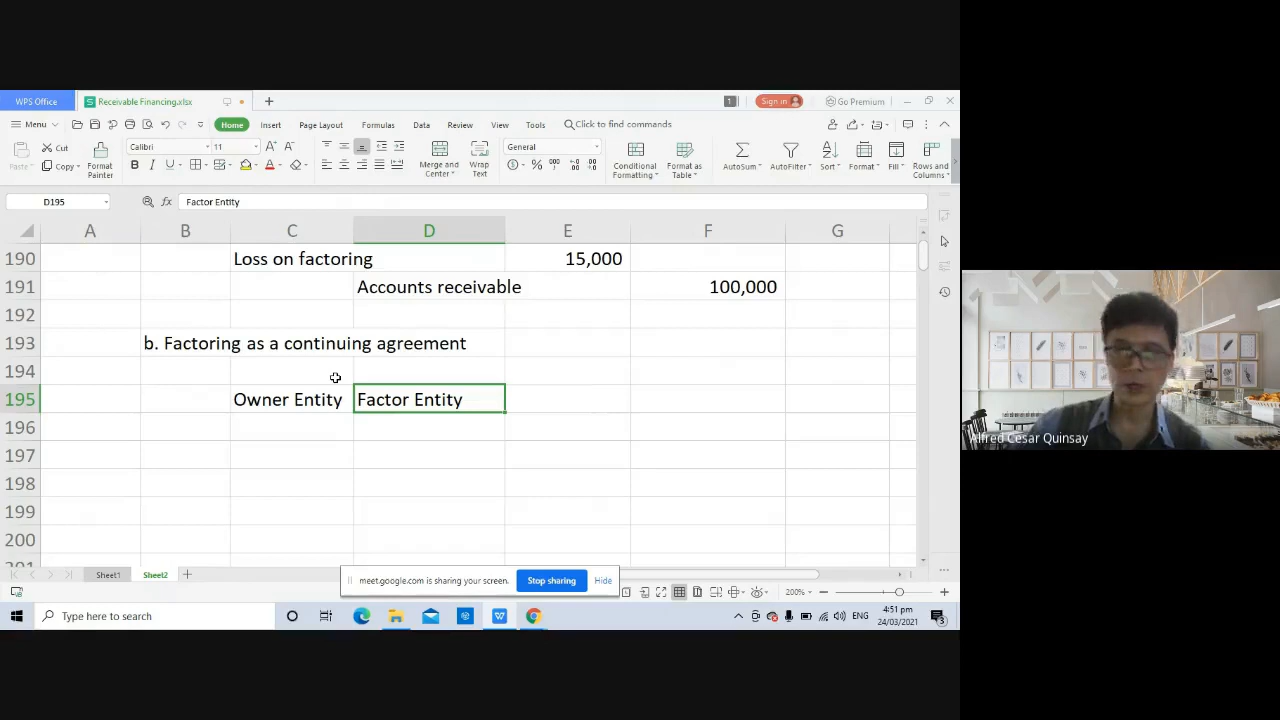 WPS Office
Receivable Financing.xlsx
1
Sign in
Go Premium
Menu
Home
Insert
Page Layout
Formulas
Data
Review
View
Tools
Click to find commands
Paste
Cut
Copy
Format Painter
Calibri
11
Merge and Center
Wrap Text
General
Conditional Formatting
Format as Table
AutoSum
AutoFilter
Sort
Format
Fill
Rows and Columns
D195
fx
Factor Entity
A B C D E F G
190 Loss on factoring 15,000
191 Accounts receivable 100,000
192
193 b. Factoring as a continuing agreement
194
195 Owner Entity Factor Entity
196
197
198
199
200
201
Sheet1
Sheet2
meet.google.com is sharing your screen.
Stop sharing
Hide
200%
Type here to search
ENG
4:51 pm
24/03/2021
3
Alfred Cesar Quinsay